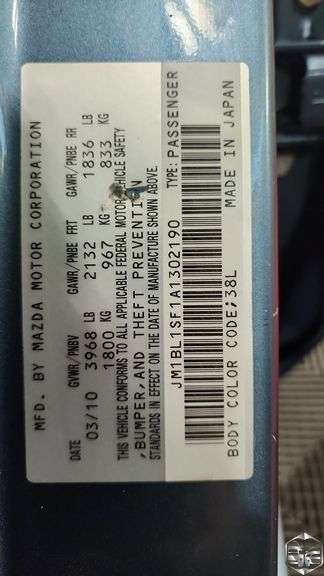 MFD. BY MAZDA MOTOR CORPORATION
DATE GVWR/PNBV GAWR/PNBE FRT GAWR/PNBE RR
03/10 3968 LB 2132 LB 1836 LB
1800 KG 967 KG 833 KG
THIS VEHICLE CONFORMS TO ALL APPLICABLE FEDERAL MOTOR VEHICLE SAFETY
, BUMPER, AND THEFT PREVENTION
STANDARDS IN EFFECT ON THE DATE OF MANUFACTURE SHOWN ABOVE.
JM1BL1SF1A1302190 TYPE: PASSENGER
BODY COLOR CODE;38L MADE IN JAPAN